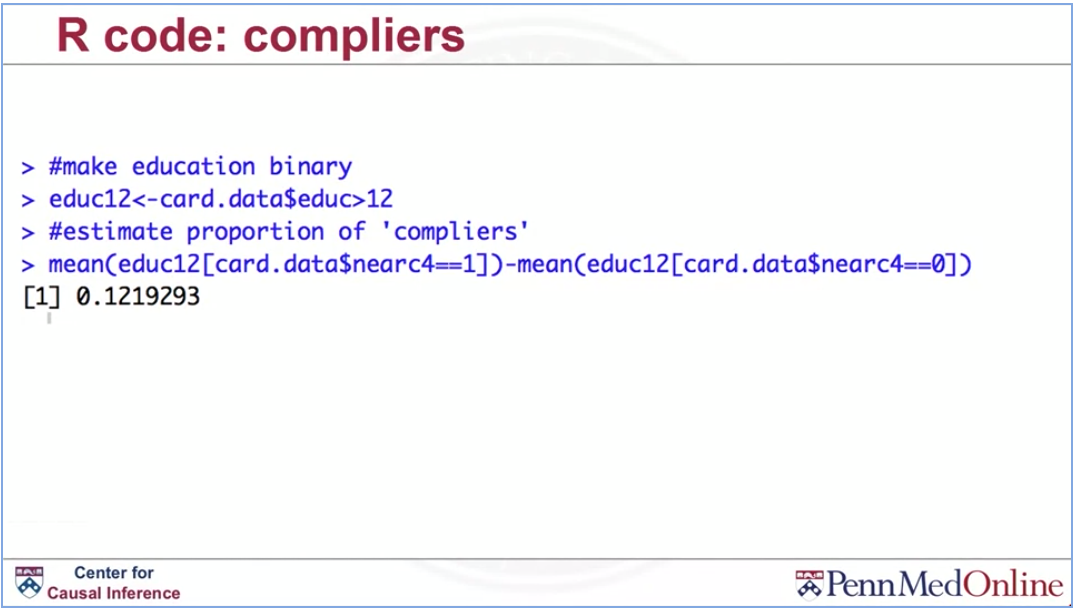 R code: compliers
> #make education binary
> educ12<-card.data$educ>12
> #estimate proportion of 'compliers'
> mean(educ12[card.data$nearc4==1])-mean(educ12[card.data$nearc4==0])
[1] 0.1219293
Center for
Causal Inference
PennMedOnline